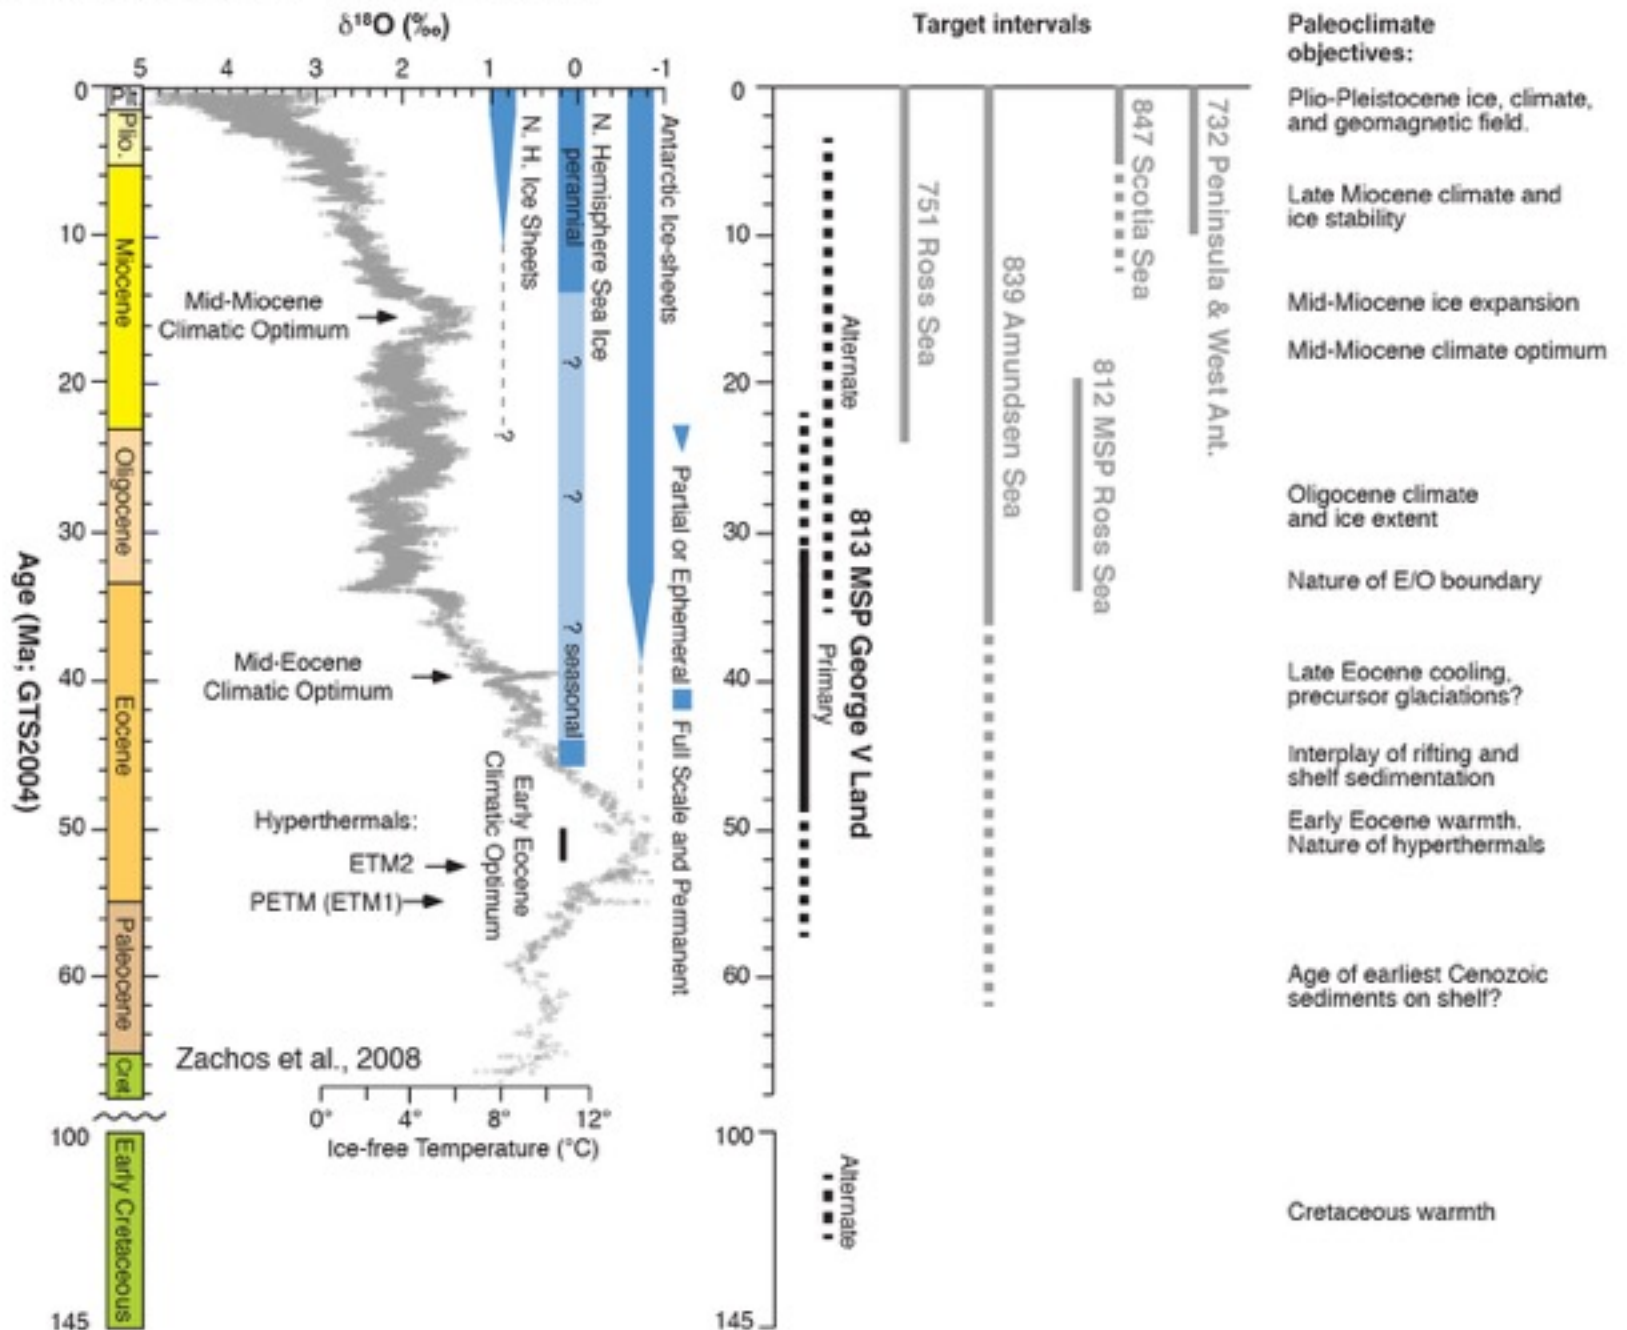 δ¹⁸O (‰)
5 4 3 2 1 0 -1
0
10
20
30
40
50
60
100
145
Age (Ma; GTS2004)
Plt.
Plio.
Miocene
Oligocene
Eocene
Paleocene
Cret.
Early Cretaceous
Mid-Miocene
Climatic Optimum
Mid-Eocene
Climatic Optimum
Hyperthermals:
ETM2
PETM (ETM1)
Early Eocene
Climatic Optimum
Zachos et al., 2008
0° 4° 8° 12°
Ice-free Temperature (°C)
N. H. Ice Sheets
?
N. Hemisphere Sea Ice
perannial
?
?
? seasonal
Antarctic Ice-sheets
Partial or Ephemeral
Full Scale and Permanent
Target intervals
0
10
20
30
40
50
60
100
145
Alternate
Primary
813 MSP George V Land
Alternate
751 Ross Sea
839 Amundsen Sea
812 MSP Ross Sea
847 Scotia Sea
732 Peninsula & West Ant.
Paleoclimate
objectives:
Plio-Pleistocene ice, climate,
and geomagnetic field.
Late Miocene climate and
ice stability
Mid-Miocene ice expansion
Mid-Miocene climate optimum
Oligocene climate
and ice extent
Nature of E/O boundary
Late Eocene cooling,
precursor glaciations?
Interplay of rifting and
shelf sedimentation
Early Eocene warmth.
Nature of hyperthermals
Age of earliest Cenozoic
sediments on shelf?
Cretaceous warmth